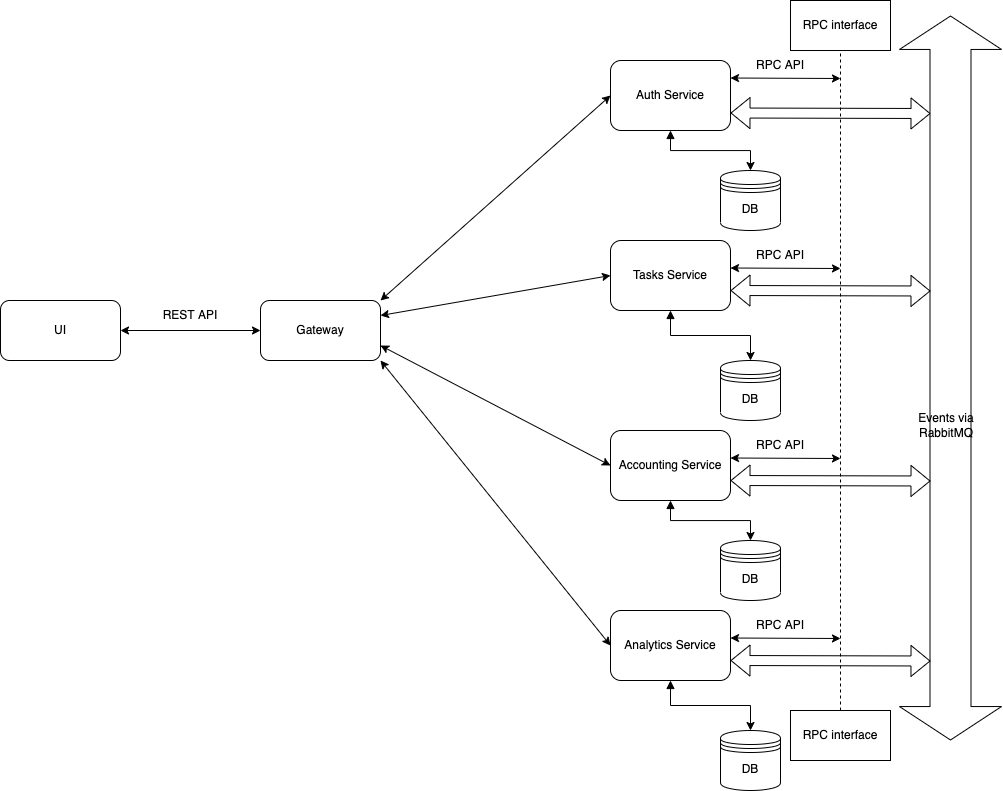 RPC interface
RPC API
Auth Service
DB
RPC API
Tasks Service
REST API
UI
Gateway
DB
Events via
RabbitMQ
RPC API
Accounting Service
DB
RPC API
Analytics Service
RPC interface
DB